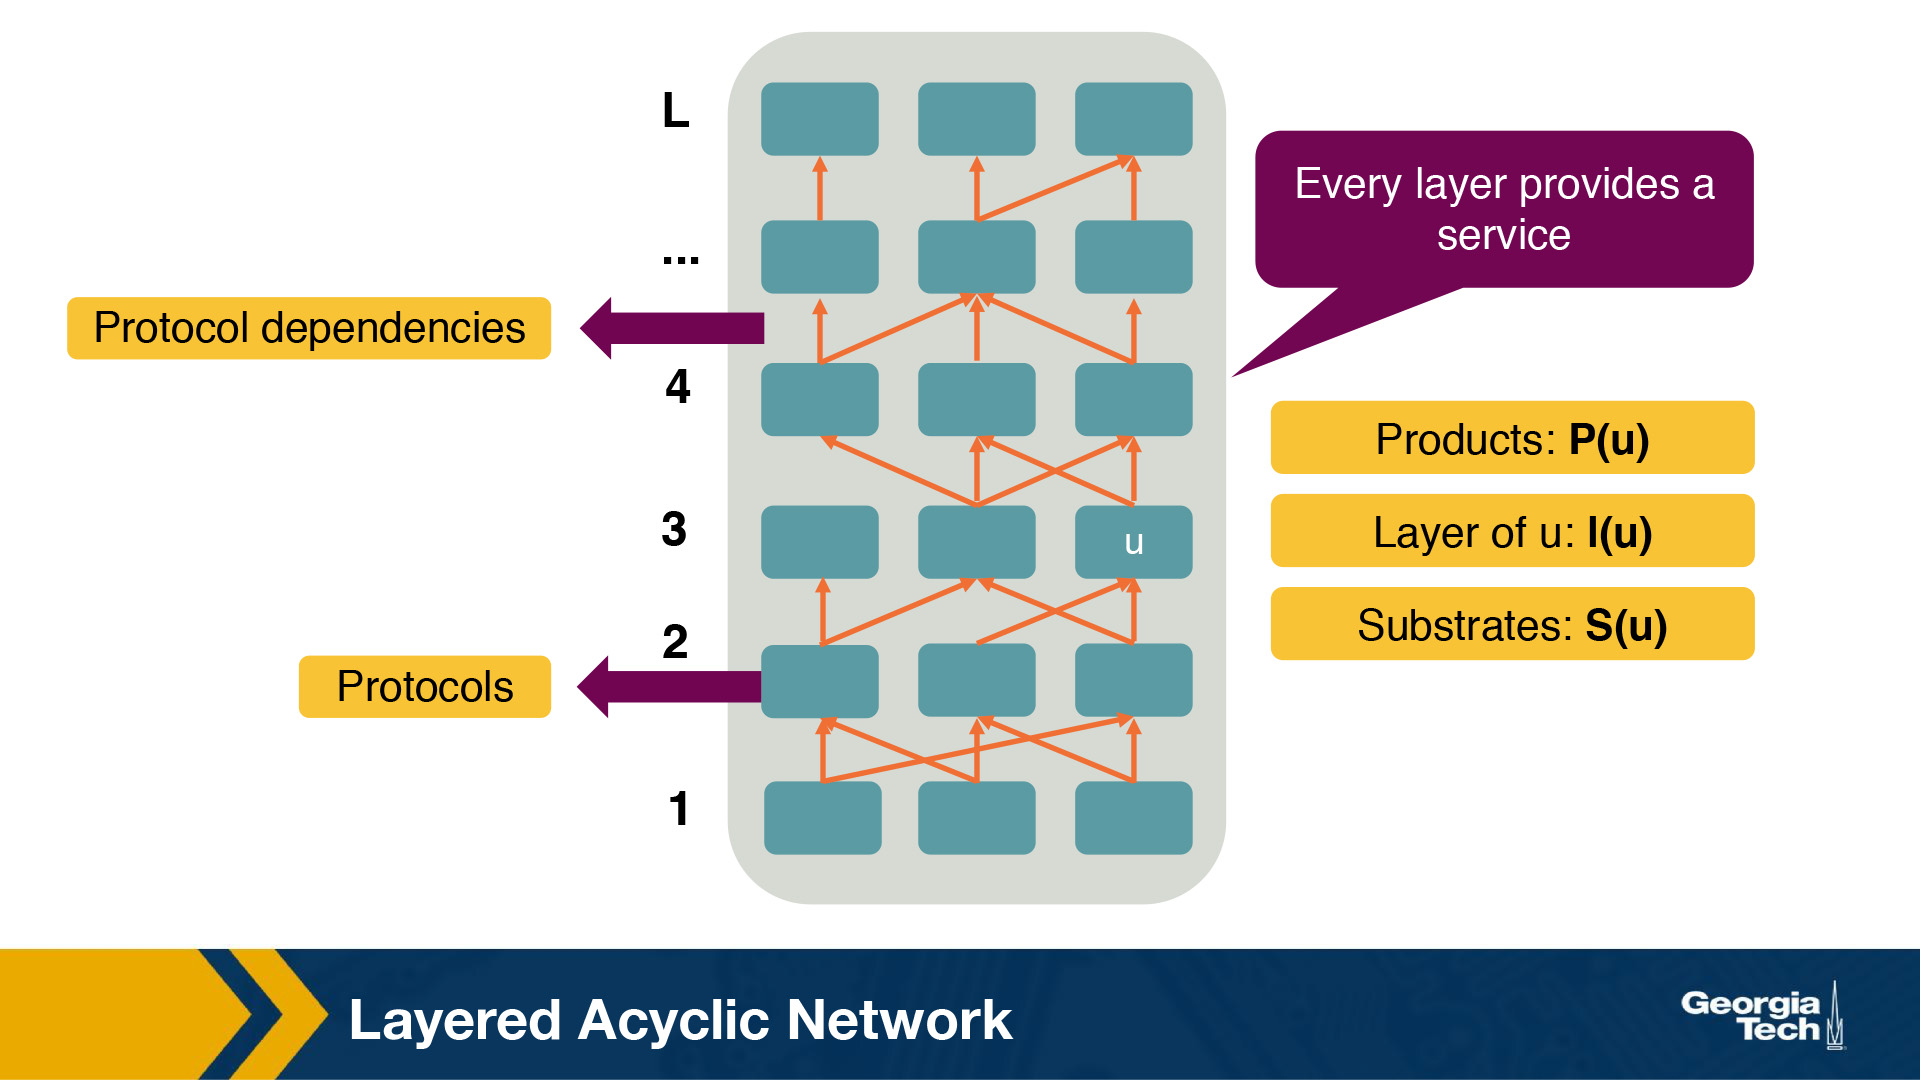 L
...
Every layer provides a
service
Protocol dependencies
4
Products: P(u)
3
u
Layer of u: l(u)
2
Substrates: S(u)
Protocols
1
Layered Acyclic Network
Georgia
Tech